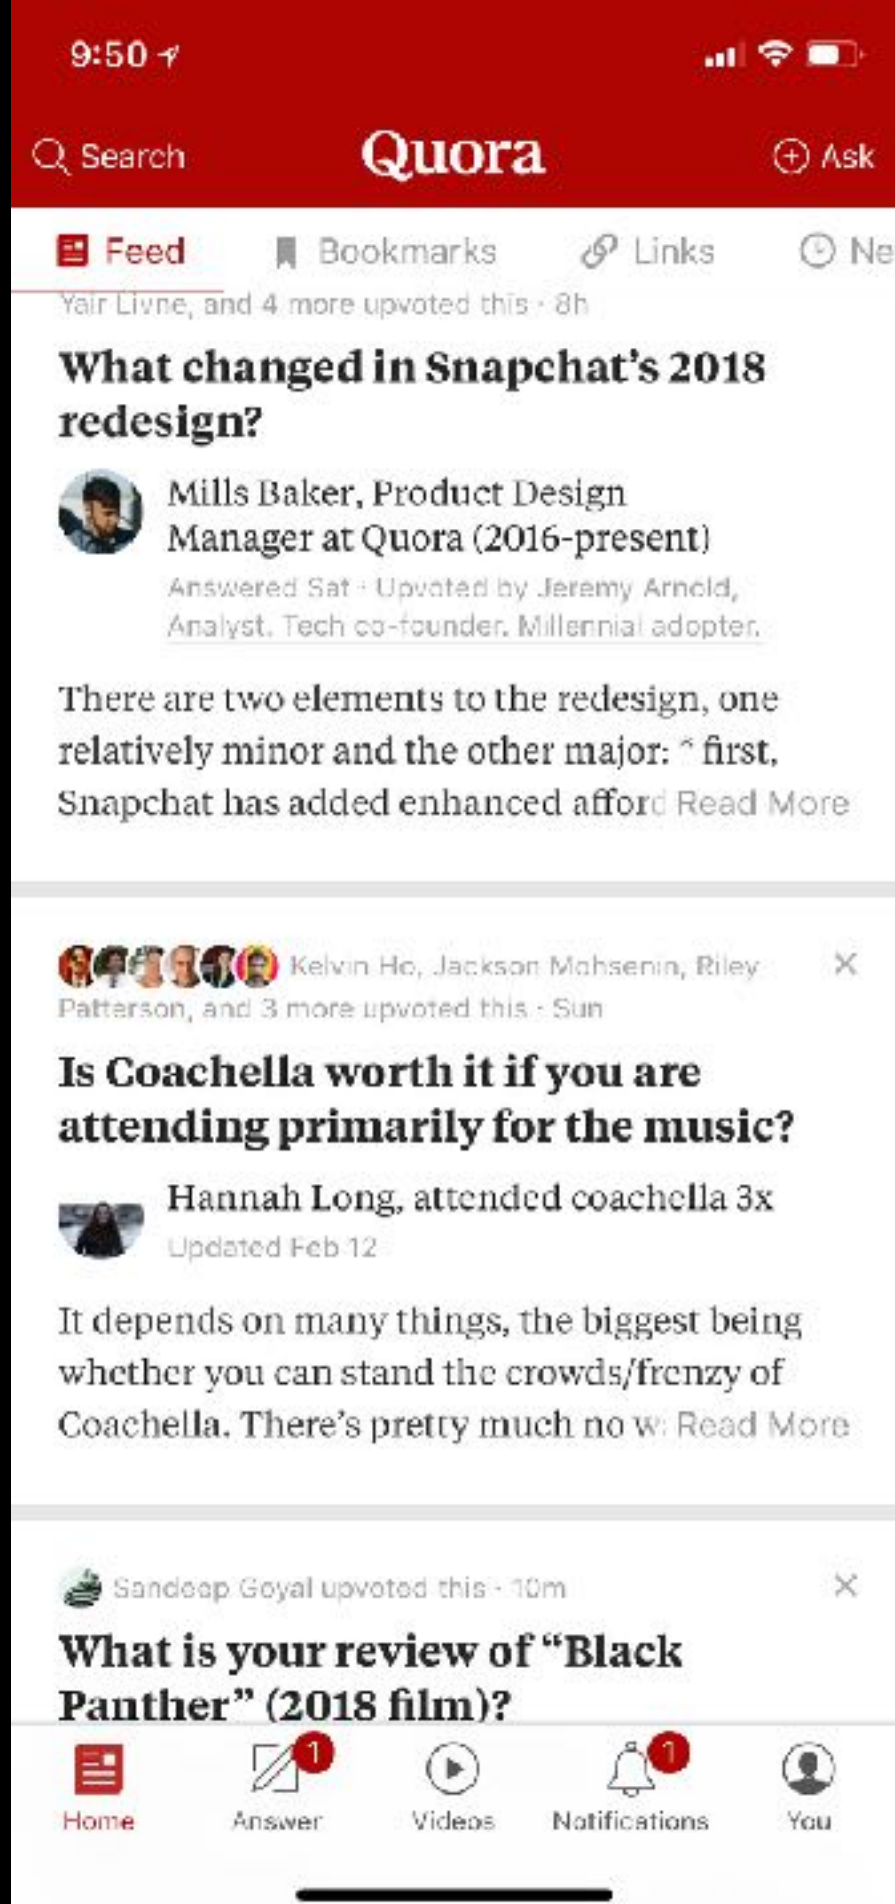 9:50
Search
Quora
Ask
Feed
Bookmarks
Links
Ne
Yair Livne, and 4 more upvoted this · 8h
What changed in Snapchat's 2018
redesign?
Mills Baker, Product Design
Manager at Quora (2016-present)
Answered Sat · Upvoted by Jeremy Arnold,
Analyst. Tech co-founder. Millennial adopter.
There are two elements to the redesign, one
relatively minor and the other major: * first,
Snapchat has added enhanced afford Read More
Kelvin Ho, Jackson Mohsenin, Riley
Patterson, and 3 more upvoted this · Sun
Is Coachella worth it if you are
attending primarily for the music?
Hannah Long, attended coachella 3x
Updated Feb 12
It depends on many things, the biggest being
whether you can stand the crowds/frenzy of
Coachella. There's pretty much no w Read More
Sandeep Goyal upvoted this · 10m
What is your review of “Black
Panther” (2018 film)?
1
1
Home
Answer
Videos
Notifications
You